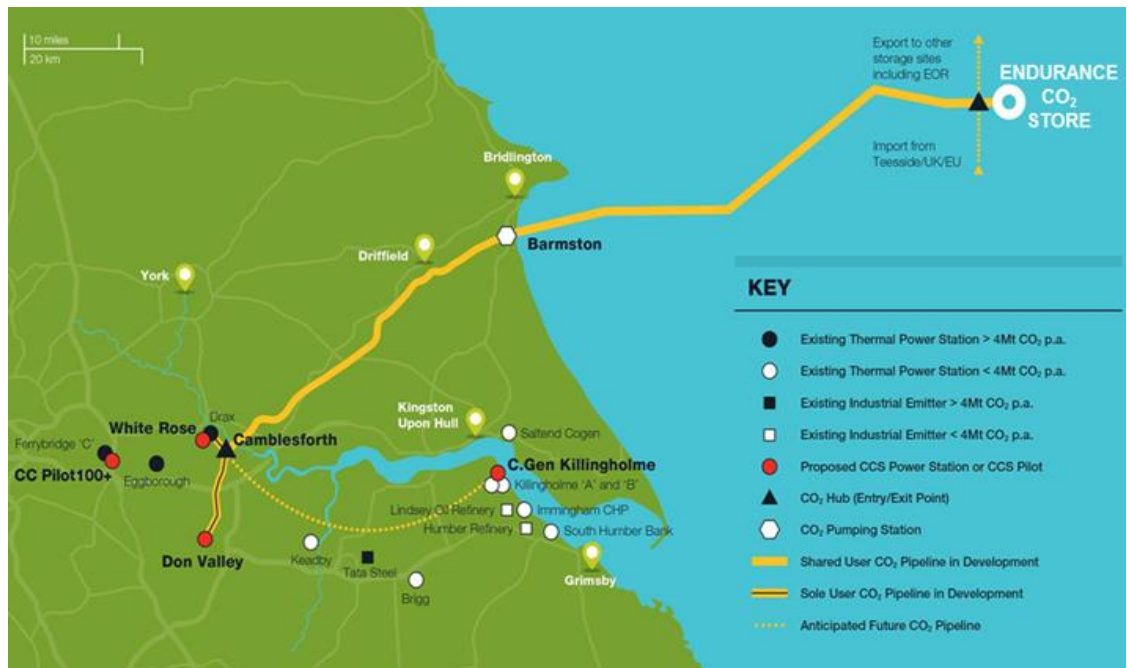 10 miles
20 km
Export to other
storage sites
including EOR
ENDURANCE
CO₂
STORE
Import from
Teesside/UK/EU
Bridlington
Barmston
Driffield
York
Kingston
Upon Hull
Drax
White Rose
Camblesforth
Saltend Cogen
Ferrybridge 'C'
CC Pilot100+
Eggborough
C.Gen Killingholme
Killingholme 'A' and 'B'
Lindsey Oil Refinery
Immingham CHP
Humber Refinery
South Humber Bank
Don Valley
Keadby
Tata Steel
Brigg
Grimsby
KEY
Existing Thermal Power Station > 4Mt CO₂ p.a.
Existing Thermal Power Station < 4Mt CO₂ p.a.
Existing Industrial Emitter > 4Mt CO₂ p.a.
Existing Industrial Emitter < 4Mt CO₂ p.a.
Proposed CCS Power Station or CCS Pilot
CO₂ Hub (Entry/Exit Point)
CO₂ Pumping Station
Shared User CO₂ Pipeline in Development
Sole User CO₂ Pipeline in Development
Anticipated Future CO₂ Pipeline